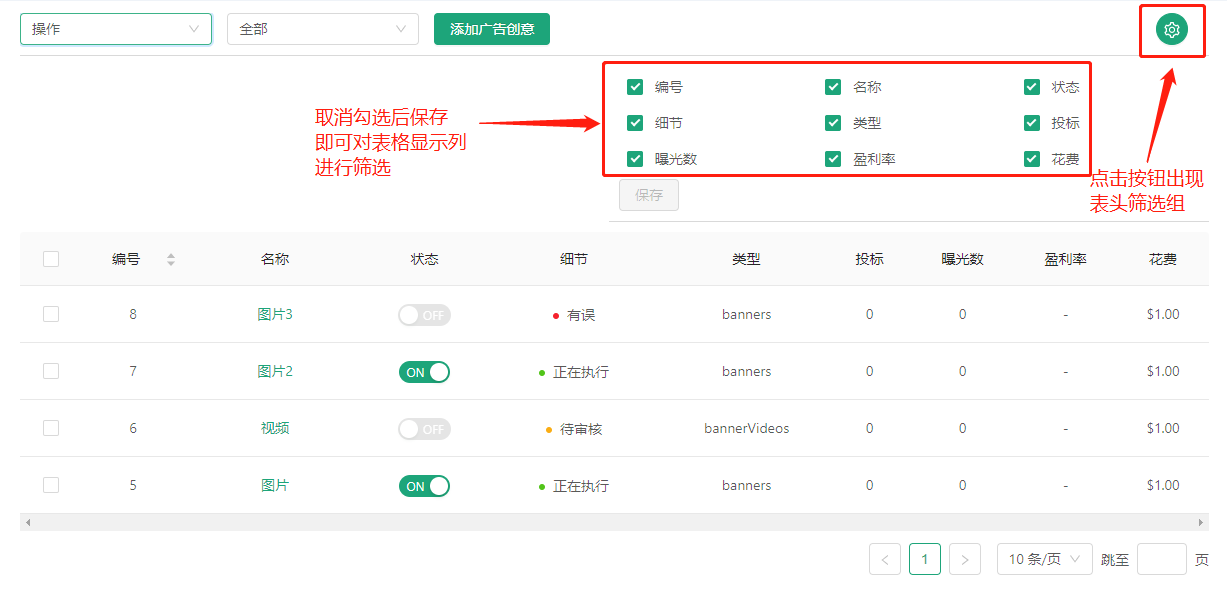 操作
全部
添加广告创意
编号
名称
状态
细节
类型
投标
曝光数
盈利率
花费
保存
取消勾选后保存
即可对表格显示列
进行筛选
点击按钮出现
表头筛选组
编号 名称 状态 细节 类型 投标 曝光数 盈利率 花费
8 图片3 OFF 有误 banners 0 0 - $1.00
7 图片2 ON 正在执行 banners 0 0 - $1.00
6 视频 OFF 待审核 bannerVideos 0 0 - $1.00
5 图片 ON 正在执行 banners 0 0 - $1.00
< 1 > 10 条/页 跳至 页